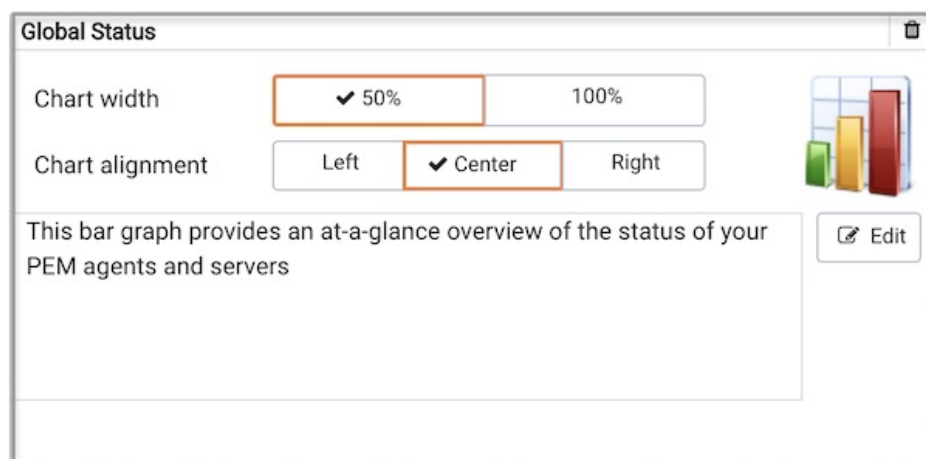 Global Status
Chart width
✔ 50%
100%
Chart alignment
Left
✔ Center
Right
This bar graph provides an at-a-glance overview of the status of your
PEM agents and servers
Edit